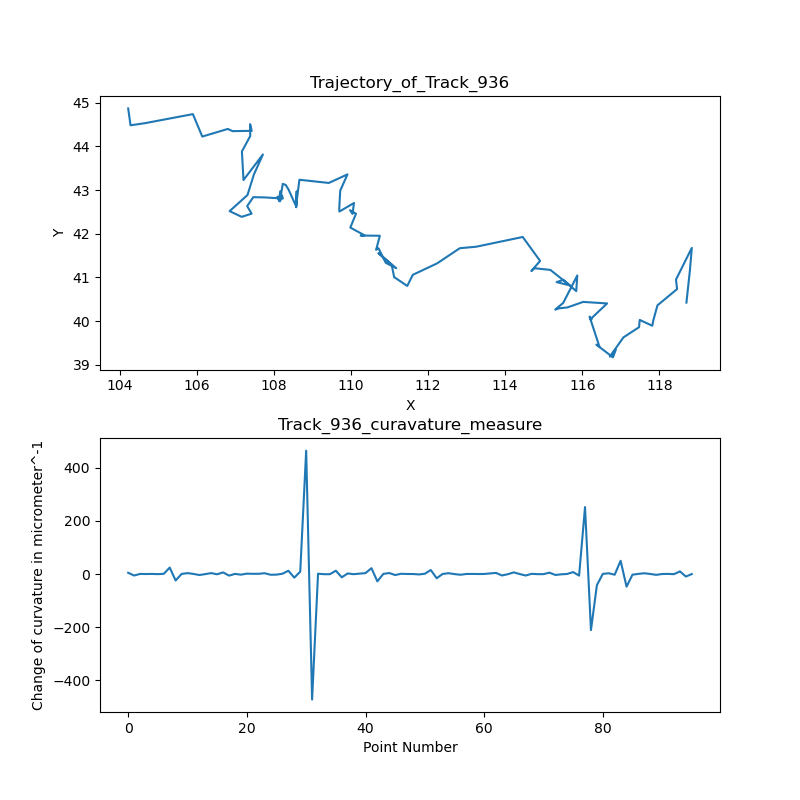 Trajectory_of_Track_936
45
44
43
42
41
40
39
Y
104 106 108 110 112 114 116 118
X
Track_936_curavature_measure
400
200
0
−200
−400
Change of curvature in micrometer^-1
0 20 40 60 80
Point Number